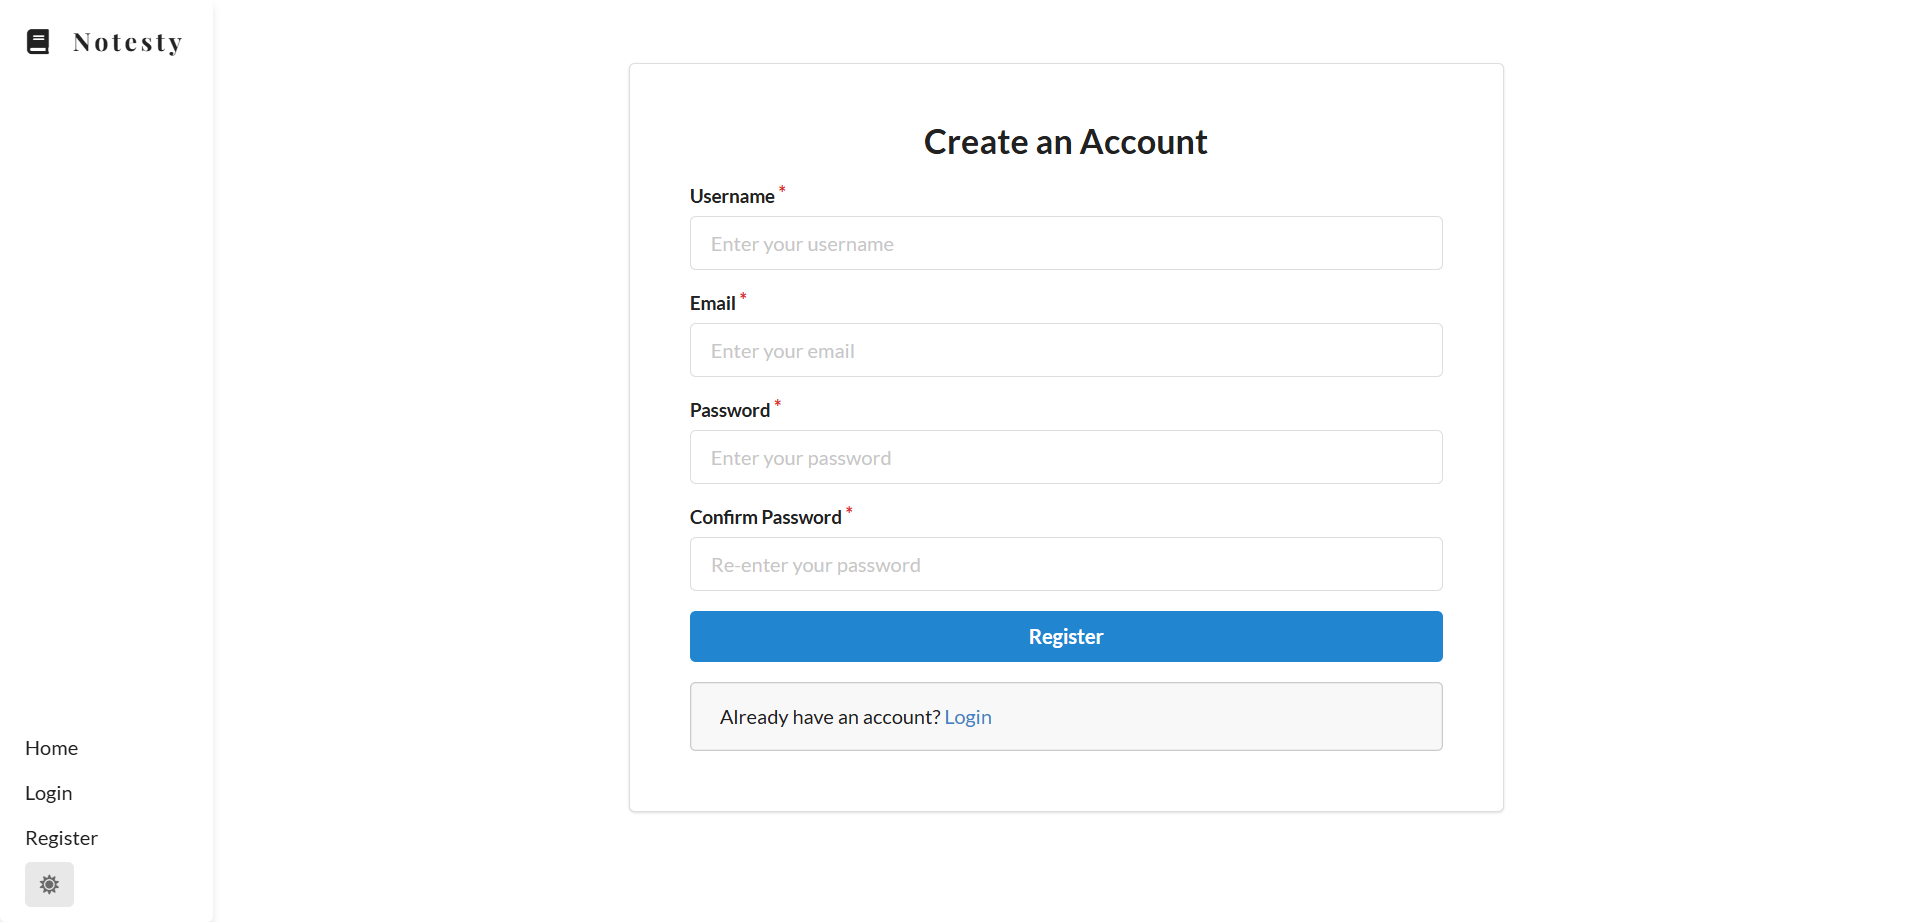 Notesty
Create an Account
Username *
Enter your username
Email *
Enter your email
Password *
Enter your password
Confirm Password *
Re-enter your password
Register
Already have an account? Login
Home
Login
Register